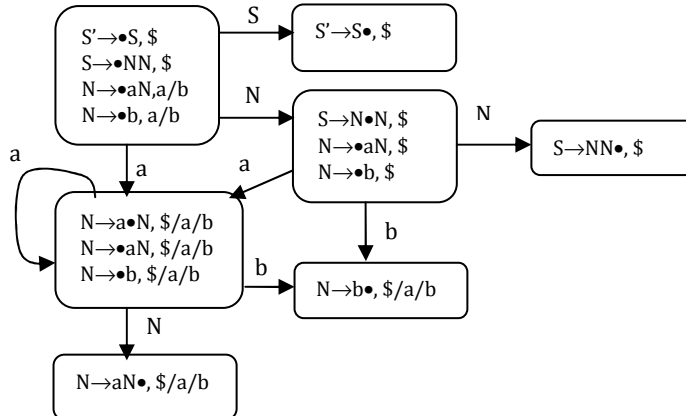 S
S'→•S, $
S→•NN, $
N→•aN,a/b
N→•b, a/b
S'→S•, $
N
S→N•N, $
N→•aN, $
N→•b, $
N
S→NN•, $
a
a
a
N→a•N, $/a/b
N→•aN, $/a/b
N→•b, $/a/b
b
b
N→b•, $/a/b
N
N→aN•, $/a/b